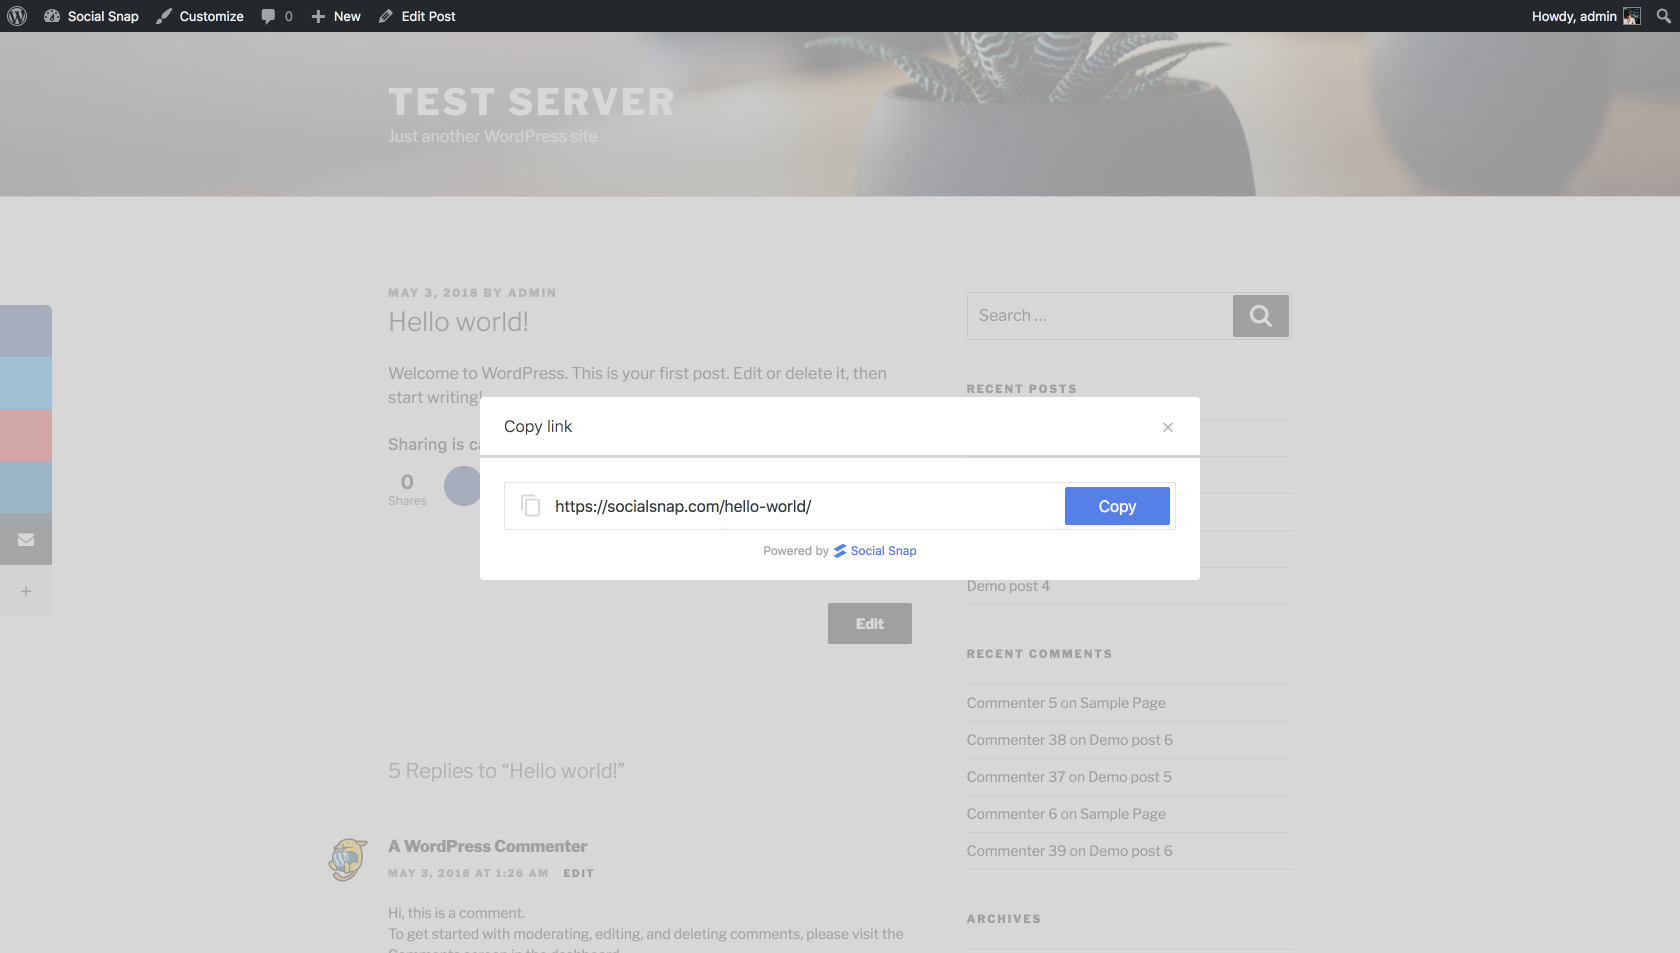 Social Snap Customize 0 New Edit Post Howdy, admin
TEST SERVER
Just another WordPress site
MAY 3, 2018 BY ADMIN
Hello world!
Welcome to WordPress. This is your first post. Edit or delete it, then
start writing!
Sharing is
0
Shares
Copy link
https://socialsnap.com/hello-world/
Copy
Powered by Social Snap
Edit
5 Replies to “Hello world!”
A WordPress Commenter
MAY 3, 2018 AT 1:26 AM EDIT
Hi, this is a comment.
To get started with moderating, editing, and deleting comments, please visit the
Comments screen in the dashboard.
Search …
RECENT POSTS
Demo post 4
RECENT COMMENTS
Commenter 5 on Sample Page
Commenter 38 on Demo post 6
Commenter 37 on Demo post 5
Commenter 6 on Sample Page
Commenter 39 on Demo post 6
ARCHIVES